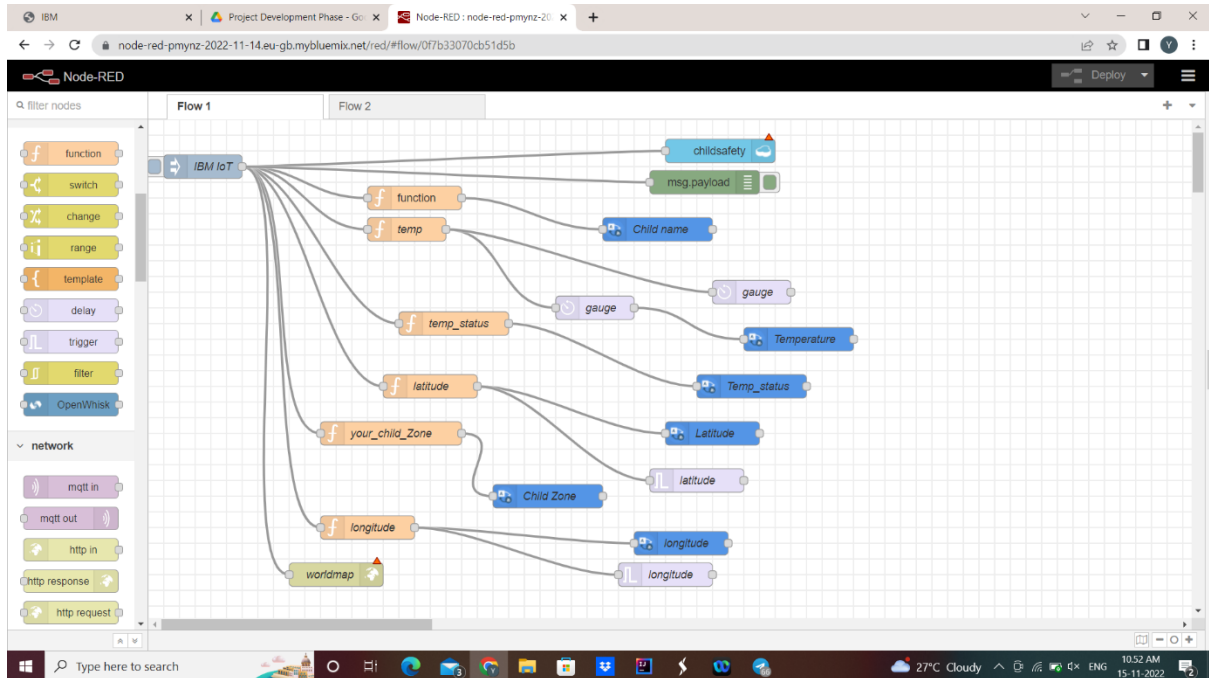 IBM
Project Development Phase - Go
Node-RED : node-red-pmynz-20
node-red-pmynz-2022-11-14.eu-gb.mybluemix.net/red/#flow/0f7b33070cb51d5b
Y
Node-RED
Deploy
filter nodes
Flow 1
Flow 2
function
switch
change
range
template
delay
trigger
filter
OpenWhisk
network
mqtt in
mqtt out
http in
http response
http request
IBM IoT
childsafety
msg.payload
function
temp
Child name
gauge
gauge
temp_status
Temperature
latitude
Temp_status
your_child_Zone
Latitude
latitude
Child Zone
longitude
longitude
worldmap
longitude
Type here to search
3
27°C Cloudy
ENG
10.52 AM
15-11-2022
2